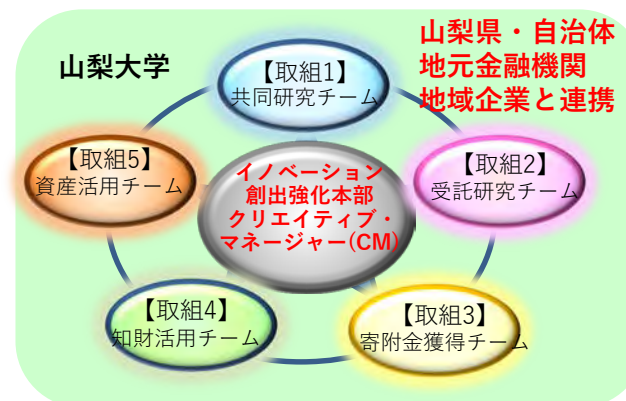 山梨大学
山梨県・自治体
地元金融機関
地域企業と連携
【取組1】
共同研究チーム
【取組2】
受託研究チーム
【取組3】
寄附金獲得チーム
【取組4】
知財活用チーム
【取組5】
資産活用チーム
イノベーション
創出強化本部
クリエイティブ・
マネージャー(CM)